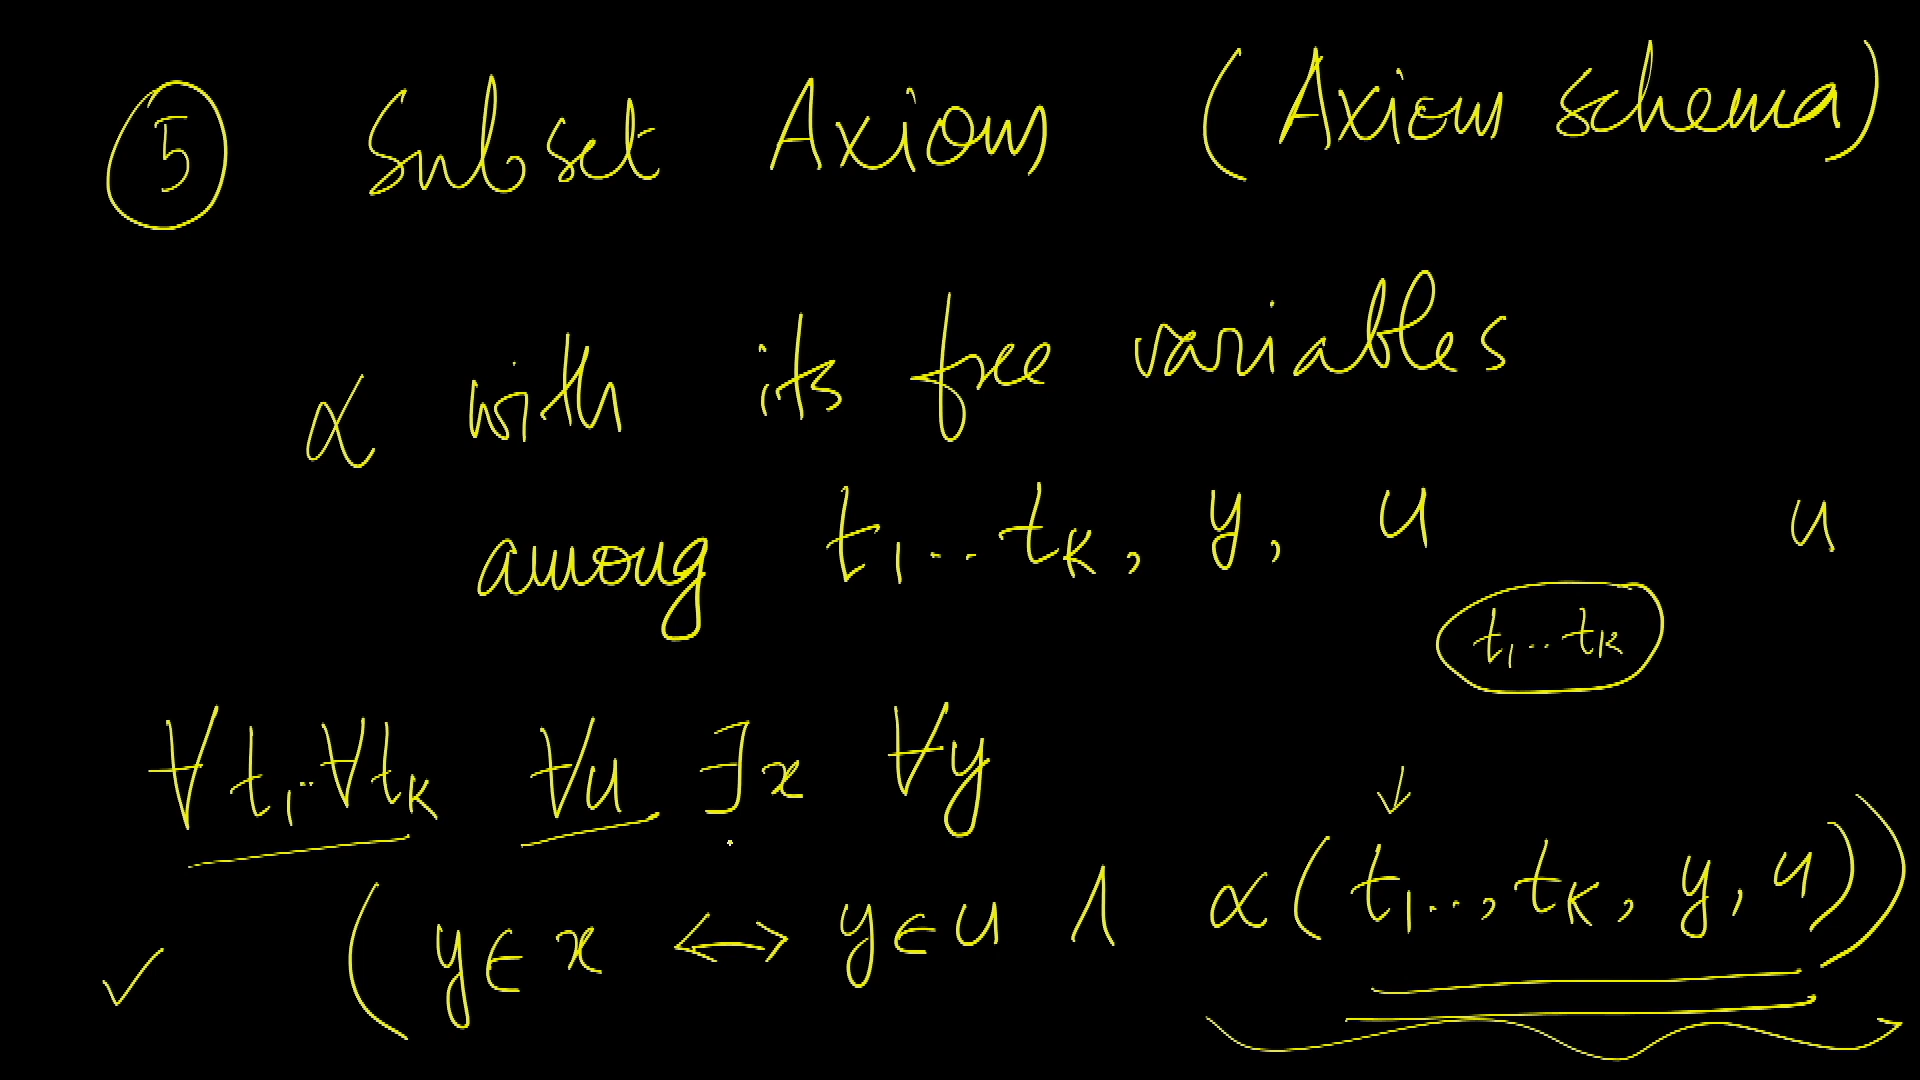 ⑤ Subset Axiom (Axiom schema)
α with its free variables
among t₁..tₖ, y, u u
t₁..tₖ
∀t₁..∀tₖ ∀u ∃x ∀y
(y∈x ↔ y∈u ∧ α(t₁..,tₖ,y,u))